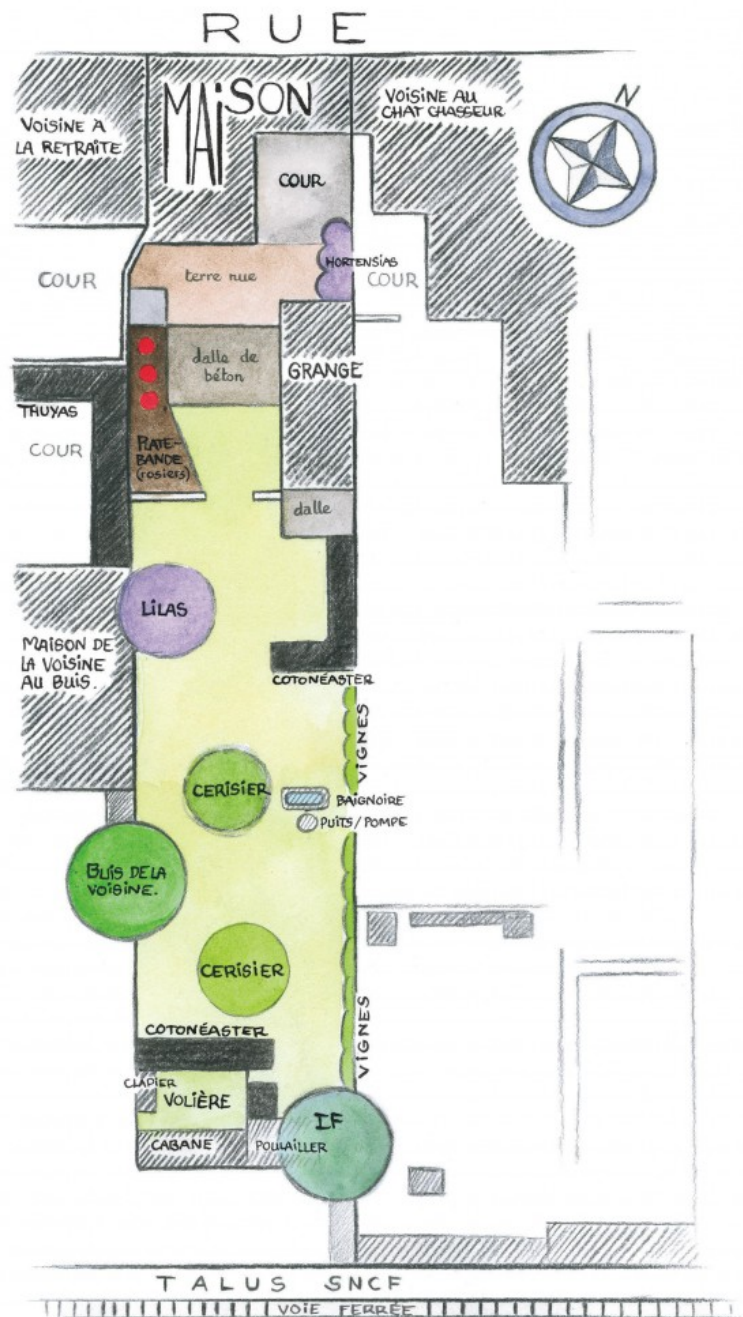 RUE
MAiSON
VOISINE À
LA RETRAITE
VOISINE AU
CHAT CHASSEUR
N
COUR
HORTENSIAS
terre nue
COUR
COUR
dalle de
béton
GRANGE
THUYAS
COUR
PLATE-
BANDE
(rosiers)
dalle
LiLAS
MAISON DE
LA VOISINE
AU BUIS.
COTONÉASTER
VIGNES
CERISIER
BAIGNOIRE
PUITS/POMPE
BUIS DE LA
VOISINE.
CERISIER
VIGNES
COTONÉASTER
CLAPIER
VOLIÈRE
IF
CABANE
POULAILLER
TALUS SNCF
VOIE FERRÉE